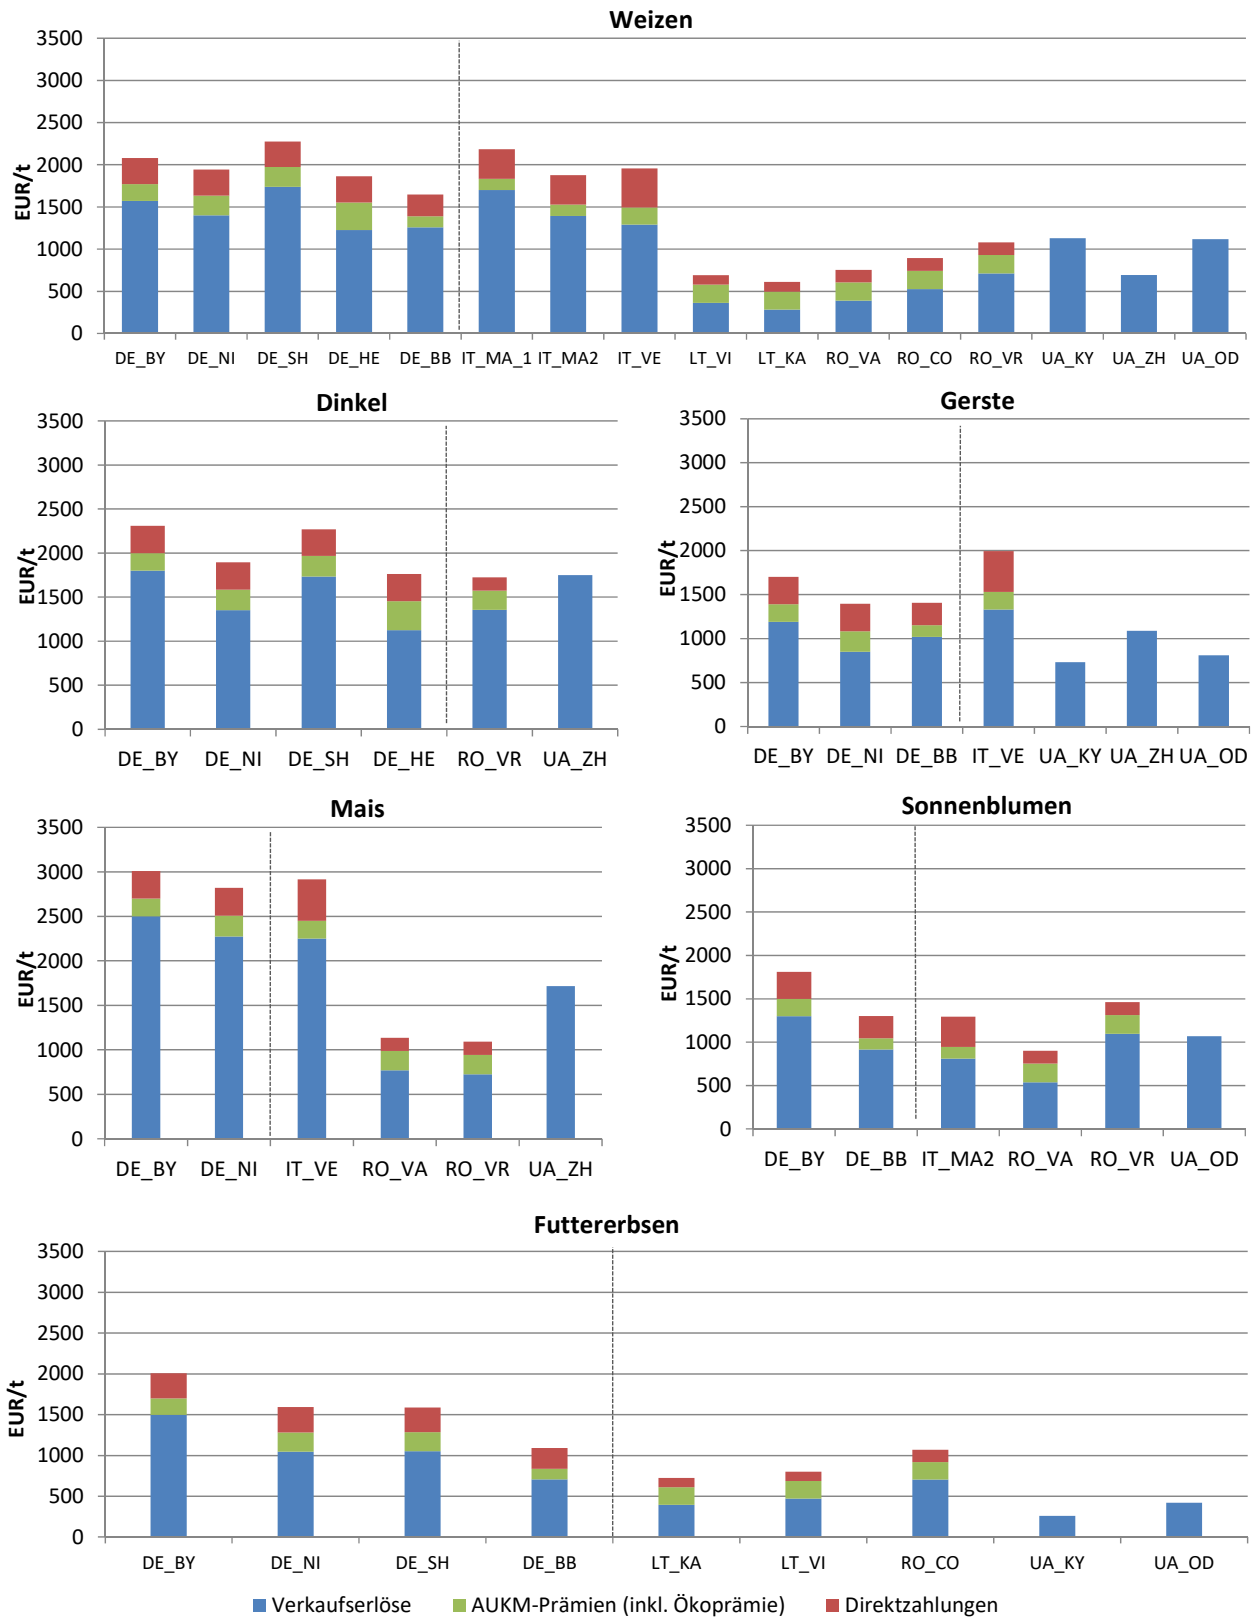 Weizen
3500
3000
2500
2000
1500
1000
500
0
EUR/t
DE_BY DE_NI DE_SH DE_HE DE_BB IT_MA_1 IT_MA2 IT_VE LT_VI LT_KA RO_VA RO_CO RO_VR UA_KY UA_ZH UA_OD
Dinkel
3500
3000
2500
2000
1500
1000
500
0
EUR/t
DE_BY DE_NI DE_SH DE_HE RO_VR UA_ZH
Gerste
3500
3000
2500
2000
1500
1000
500
0
EUR/t
DE_BY DE_NI DE_BB IT_VE UA_KY UA_ZH UA_OD
Mais
3500
3000
2500
2000
1500
1000
500
0
EUR/t
DE_BY DE_NI IT_VE RO_VA RO_VR UA_ZH
Sonnenblumen
3500
3000
2500
2000
1500
1000
500
0
EUR/t
DE_BY DE_BB IT_MA2 RO_VA RO_VR UA_OD
Futtererbsen
3500
3000
2500
2000
1500
1000
500
0
EUR/t
DE_BY DE_NI DE_SH DE_BB LT_KA LT_VI RO_CO UA_KY UA_OD
Verkaufserlöse AUKM-Prämien (inkl. Ökoprämie) Direktzahlungen